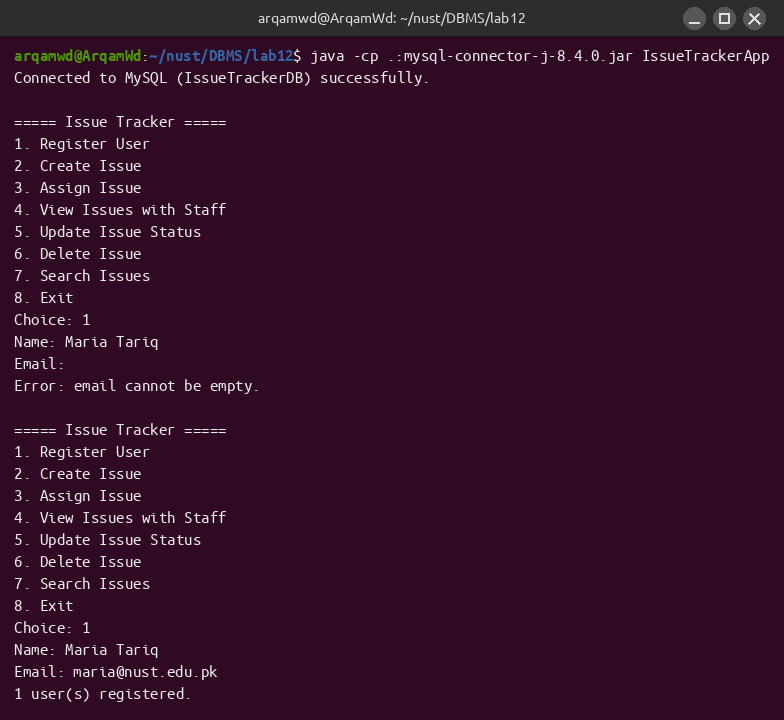 arqamwd@ArqamWd: ~/nust/DBMS/lab12
arqamwd@ArqamWd:~/nust/DBMS/lab12$ java -cp .:mysql-connector-j-8.4.0.jar IssueTrackerApp
Connected to MySQL (IssueTrackerDB) successfully.

===== Issue Tracker =====
1. Register User
2. Create Issue
3. Assign Issue
4. View Issues with Staff
5. Update Issue Status
6. Delete Issue
7. Search Issues
8. Exit
Choice: 1
Name: Maria Tariq
Email:
Error: email cannot be empty.

===== Issue Tracker =====
1. Register User
2. Create Issue
3. Assign Issue
4. View Issues with Staff
5. Update Issue Status
6. Delete Issue
7. Search Issues
8. Exit
Choice: 1
Name: Maria Tariq
Email: maria@nust.edu.pk
1 user(s) registered.